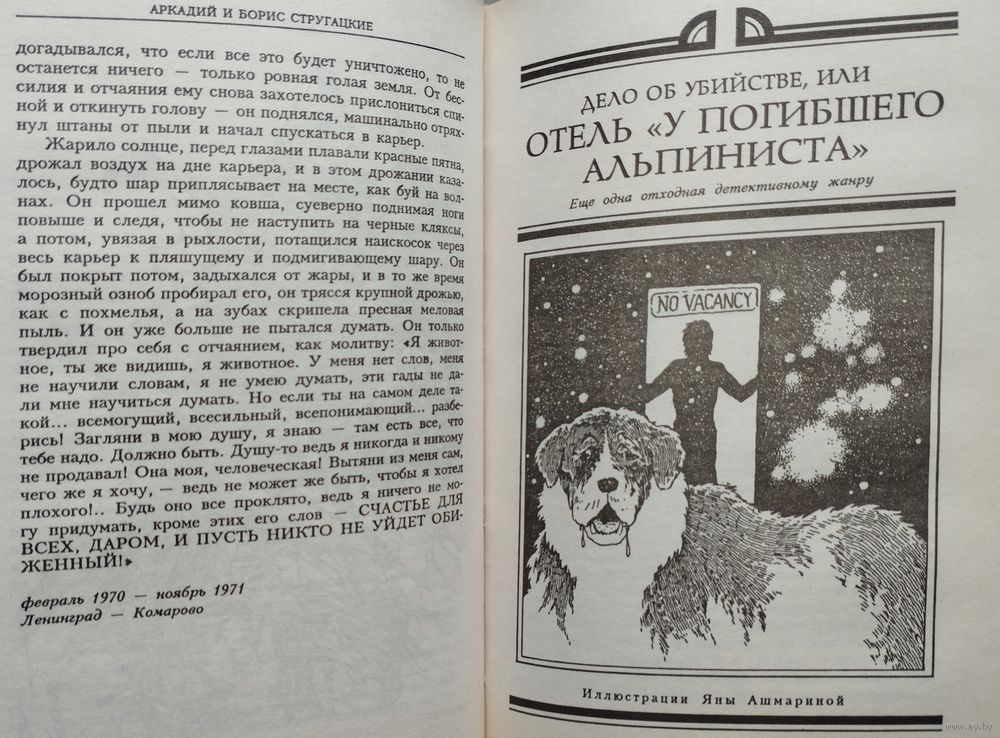 АРКАДИЙ И БОРИС СТРУГАЦКИЕ
догадывался, что если все это будет уничтожено, то не
останется ничего — только ровная голая земля. От бес-
силия и отчаяния ему снова захотелось прислониться спи-
ной и откинуть голову — он поднялся, машинально отрях-
нул штаны от пыли и начал спускаться в карьер.
Жарило солнце, перед глазами плавали красные пятна,
дрожал воздух на дне карьера, и в этом дрожании каза-
лось, будто шар приплясывает на месте, как буй на вол-
нах. Он прошел мимо ковша, суеверно поднимая ноги
повыше и следя, чтобы не наступить на черные кляксы,
а потом, увязая в рыхлости, потащился наискосок через
весь карьер к пляшущему и подмигивающему шару. Он
был покрыт потом, задыхался от жары, и в то же время
морозный озноб пробирал его, он трясся крупной дрожью,
как с похмелья, а на зубах скрипела пресная меловая
пыль. И он уже больше не пытался думать. Он только
твердил про себя с отчаянием, как молитву: «Я живот-
ное, ты же видишь, я животное. У меня нет слов, меня
не научили словам, я не умею думать, эти гады не да-
ли мне научиться думать. Но если ты на самом деле та-
кой... всемогущий, всесильный, всепонимающий... разбе-
рись! Загляни в мою душу, я знаю — там есть все, что
тебе надо. Должно быть. Душу-то ведь я никогда и никому
не продавал! Она моя, человеческая! Вытяни из меня сам,
чего же я хочу, — ведь не может же быть, чтобы я хотел
плохого!.. Будь оно все проклято, ведь я ничего не мо-
гу придумать, кроме этих его слов — СЧАСТЬЕ ДЛЯ
ВСЕХ, ДАРОМ, И ПУСТЬ НИКТО НЕ УЙДЕТ ОБИ-
ЖЕННЫЙ!»
февраль 1970 — ноябрь 1971
Ленинград — Комарово
ДЕЛО ОБ УБИЙСТВЕ, ИЛИ
ОТЕЛЬ «У ПОГИБШЕГО
АЛЬПИНИСТА»
Еще одна отходная детективному жанру
NO VACANCY
Иллюстрации Яны Ашмариной
www.ay.by